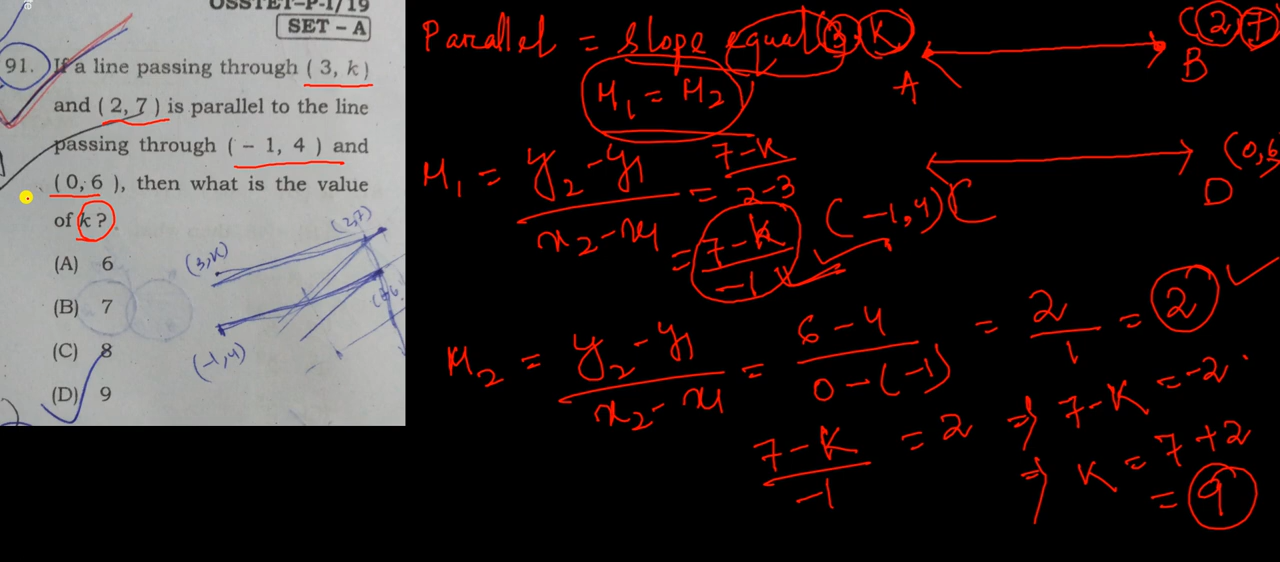 OSSTET-P-I/19
SET - A
91. If a line passing through ( 3, k )
and ( 2, 7 ) is parallel to the line
passing through ( - 1, 4 ) and
( 0, 6 ), then what is the value
of k ?
(A) 6
(B) 7
(C) 8
(D) 9
(2,7)
(3,K)
(-1,4)
Parallel = slope equal
M₁ = M₂
(3, K)
A
(2, 7)
B
M₁ = y₂-y₁ / x₂-x₁ = 7-K / 2-3
= 7-K / -1
(-1,4) C
(0,6
D
M₂ = y₂-y₁ / x₂-x₁ = 6-4 / 0-(-1) = 2/1 = 2
7-K / -1 = 2 ⇒ 7-K = -2
⇒ K = 7+2
= 9